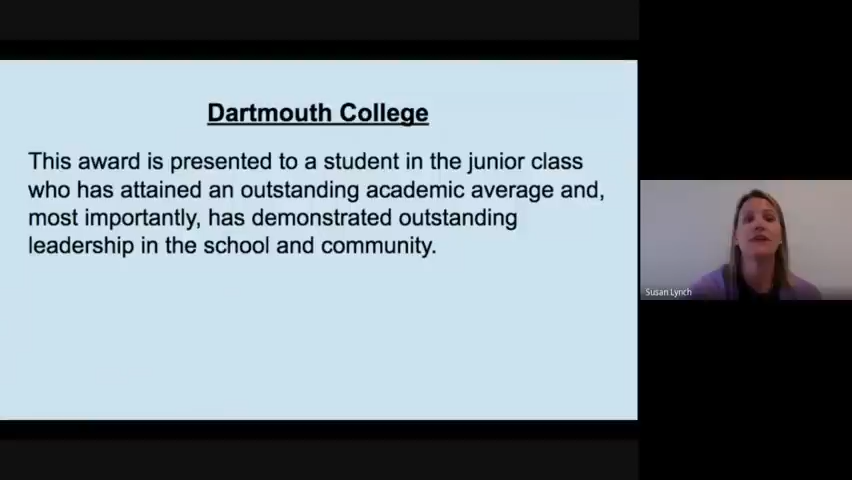 Dartmouth College
This award is presented to a student in the junior class
who has attained an outstanding academic average and,
most importantly, has demonstrated outstanding
leadership in the school and community.
Susan Lynch